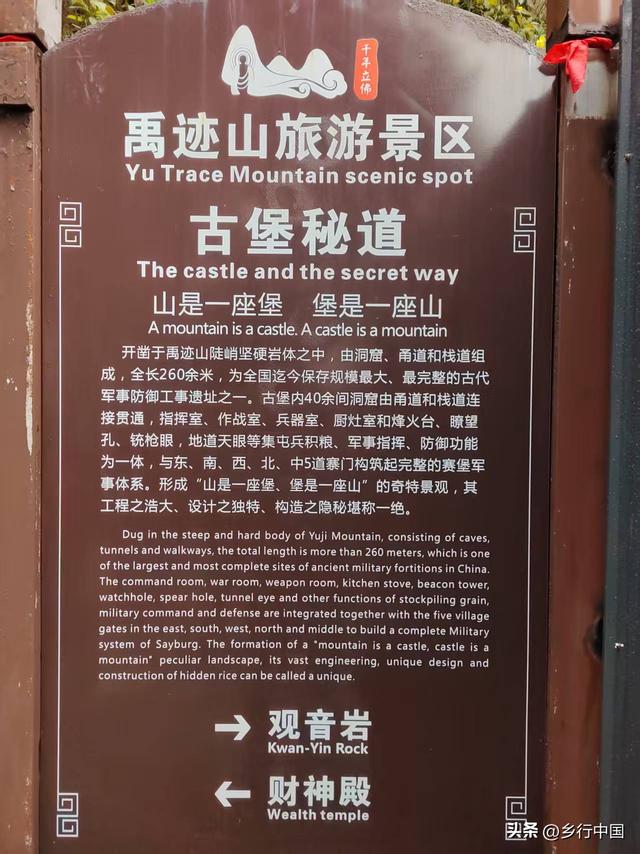 千年立佛
禹迹山旅游景区
Yu Trace Mountain scenic spot
古堡秘道
The castle and the secret way
山是一座堡 堡是一座山
A mountain is a castle. A castle is a mountain
开凿于禹迹山陡峭坚硬岩体之中，由洞窟、甬道和栈道组
成，全长260余米，为全国迄今保存规模最大、最完整的古代
军事防御工事遗址之一。古堡内40余间洞窟由甬道和栈道连
接贯通，指挥室、作战室、兵器室、厨灶室和烽火台、瞭望
孔、铳枪眼，地道天眼等集屯兵积粮、军事指挥、防御功能
为一体，与东、南、西、北、中5道寨门构筑起完整的赛堡军
事体系。形成“山是一座堡、堡是一座山”的奇特景观，其
工程之浩大、设计之独特、构造之隐秘堪称一绝。
Dug in the steep and hard body of Yuji Mountain, consisting of caves,
tunnels and walkways, the total length is more than 260 meters, which is one
of the largest and most complete sites of ancient military fortitions in China.
The command room, war room, weapon room, kitchen stove, beacon tower,
watchhole, spear hole, tunnel eye and other functions of stockpiling grain,
military command and defense are integrated together with the five village
gates in the east, south, west, north and middle to build a complete Military
system of Sayburg. The formation of a "mountain is a castle, castle is a
mountain" peculiar landscape, its vast engineering, unique design and
construction of hidden rice can be called a unique.
→ 观音岩
Kwan-Yin Rock
← 财神殿
Wealth temple
头条 @乡行中国